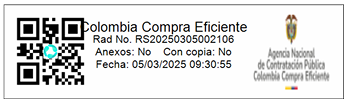 Colombia Compra Eficiente
Rad No. RS20250305002106
Anexos: No Con copia: No
Fecha: 05/03/2025 09:30:55
Agencia Nacional
de Contratación Pública
Colombia Compra Eficiente